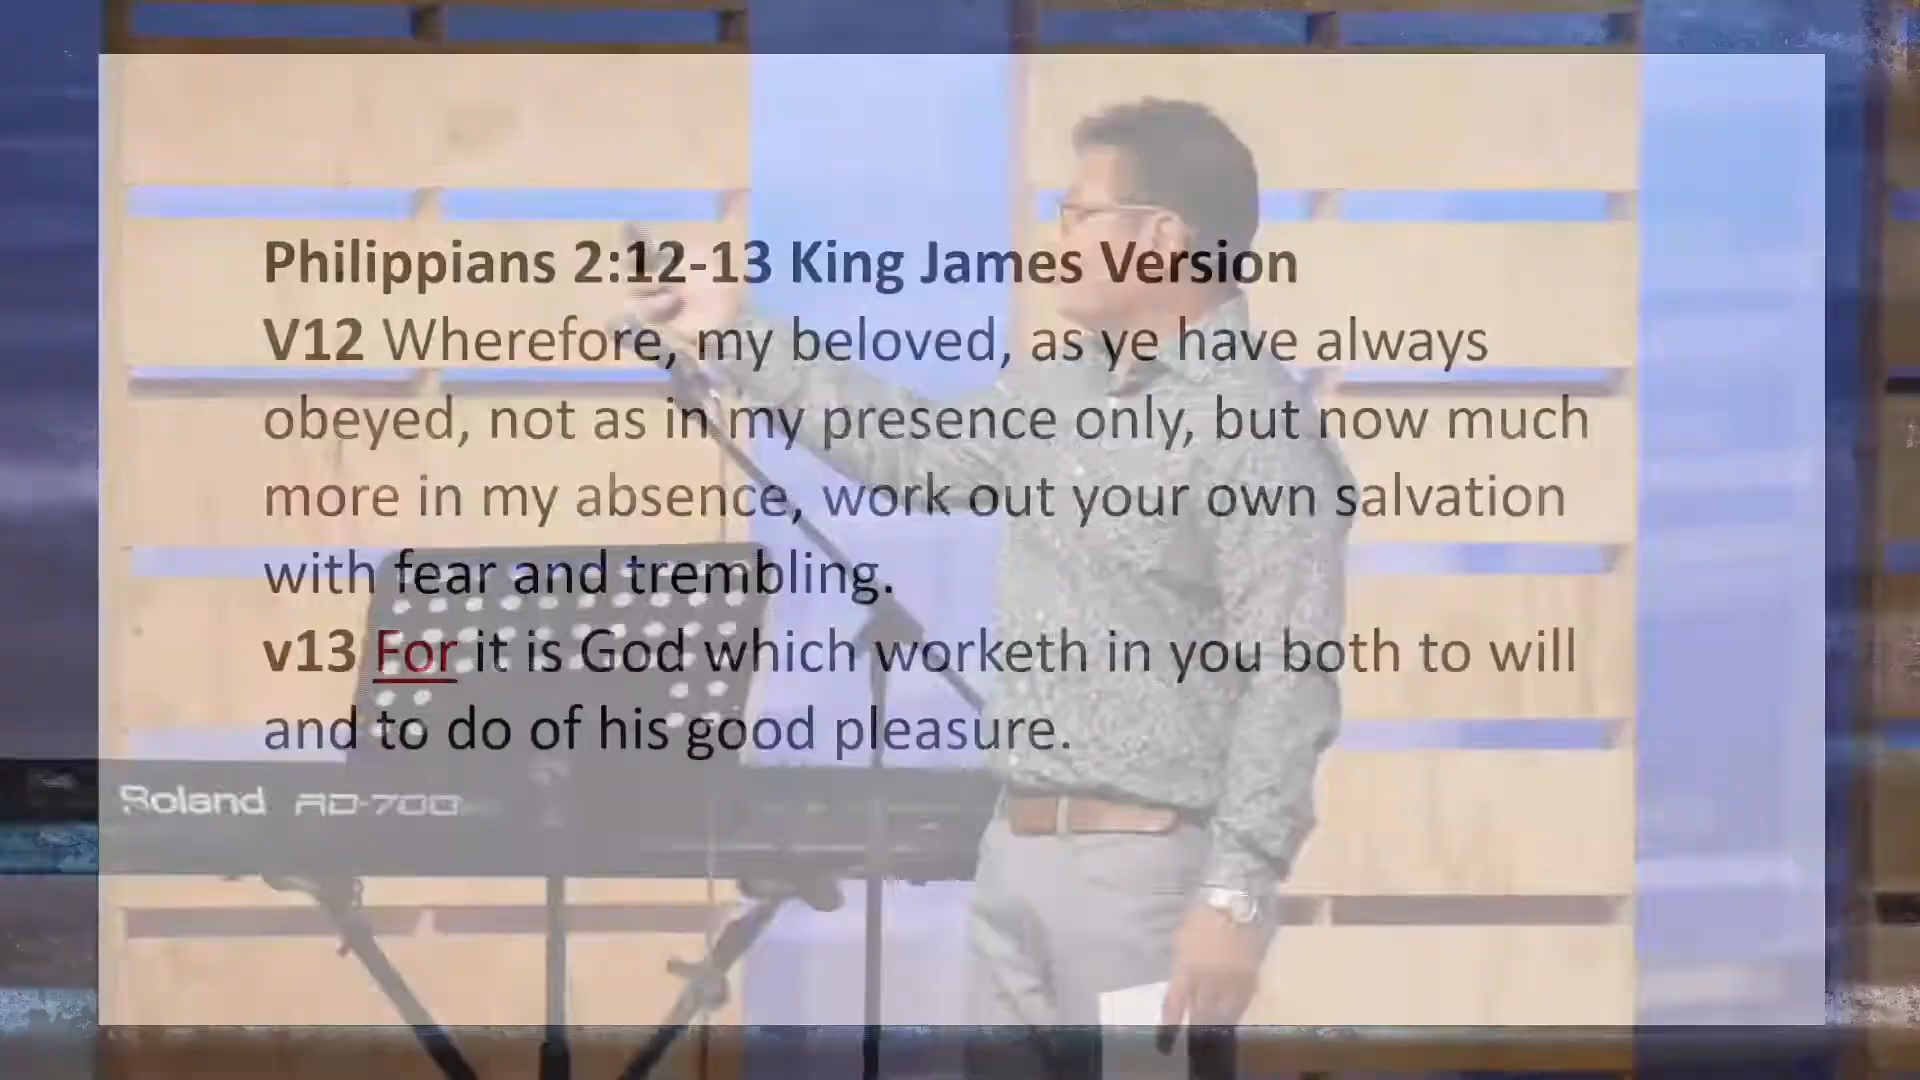 Philippians 2:12-13 King James Version
V12 Wherefore, my beloved, as ye have always
obeyed, not as in my presence only, but now much
more in my absence, work out your own salvation
with fear and trembling.
v13 For it is God which worketh in you both to will
and to do of his good pleasure.
Roland RD-700